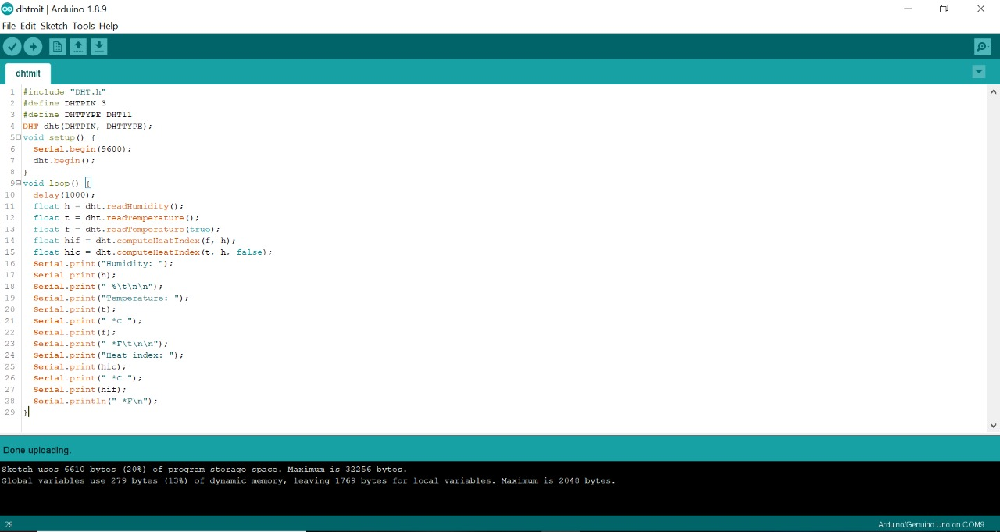 dhtmit | Arduino 1.8.9
File Edit Sketch Tools Help
dhtmit
1 #include "DHT.h"
2 #define DHTPIN 3
3 #define DHTTYPE DHT11
4 DHT dht(DHTPIN, DHTTYPE);
5 void setup() {
6   Serial.begin(9600);
7   dht.begin();
8 }
9 void loop() {
10   delay(1000);
11   float h = dht.readHumidity();
12   float t = dht.readTemperature();
13   float f = dht.readTemperature(true);
14   float hif = dht.computeHeatIndex(f, h);
15   float hic = dht.computeHeatIndex(t, h, false);
16   Serial.print("Humidity: ");
17   Serial.print(h);
18   Serial.print(" %\t\n\n");
19   Serial.print("Temperature: ");
20   Serial.print(t);
21   Serial.print(" *C ");
22   Serial.print(f);
23   Serial.print(" *F\t\n\n");
24   Serial.print("Heat index: ");
25   Serial.print(hic);
26   Serial.print(" *C ");
27   Serial.print(hif);
28   Serial.println(" *F\n");
29 }
Done uploading.
Sketch uses 6610 bytes (20%) of program storage space. Maximum is 32256 bytes.
Global variables use 279 bytes (13%) of dynamic memory, leaving 1769 bytes for local variables. Maximum is 2048 bytes.
29
Arduino/Genuino Uno on COM9